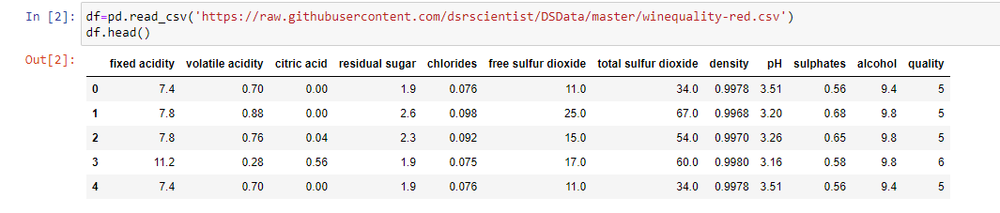 In [2]: df=pd.read_csv('https://raw.githubusercontent.com/dsrscientist/DSData/master/winequality-red.csv')
df.head()
Out[2]:
fixed acidity volatile acidity citric acid residual sugar chlorides free sulfur dioxide total sulfur dioxide density pH sulphates alcohol quality
0 7.4 0.70 0.00 1.9 0.076 11.0 34.0 0.9978 3.51 0.56 9.4 5
1 7.8 0.88 0.00 2.6 0.098 25.0 67.0 0.9968 3.20 0.68 9.8 5
2 7.8 0.76 0.04 2.3 0.092 15.0 54.0 0.9970 3.26 0.65 9.8 5
3 11.2 0.28 0.56 1.9 0.075 17.0 60.0 0.9980 3.16 0.58 9.8 6
4 7.4 0.70 0.00 1.9 0.076 11.0 34.0 0.9978 3.51 0.56 9.4 5